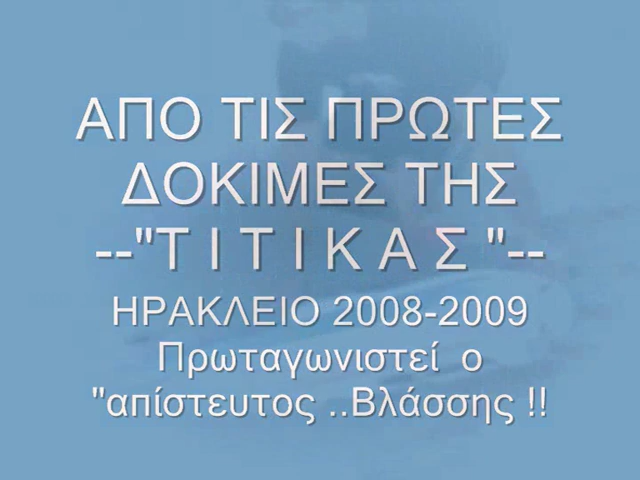 ΑΠΟ ΤΙΣ ΠΡΩΤΕΣ
ΔΟΚΙΜΕΣ ΤΗΣ
--"Τ Ι Τ Ι Κ Α Σ "--
ΗΡΑΚΛΕΙΟ 2008-2009
Πρωταγωνιστεί ο
"απίστευτος ..Βλάσσης !!